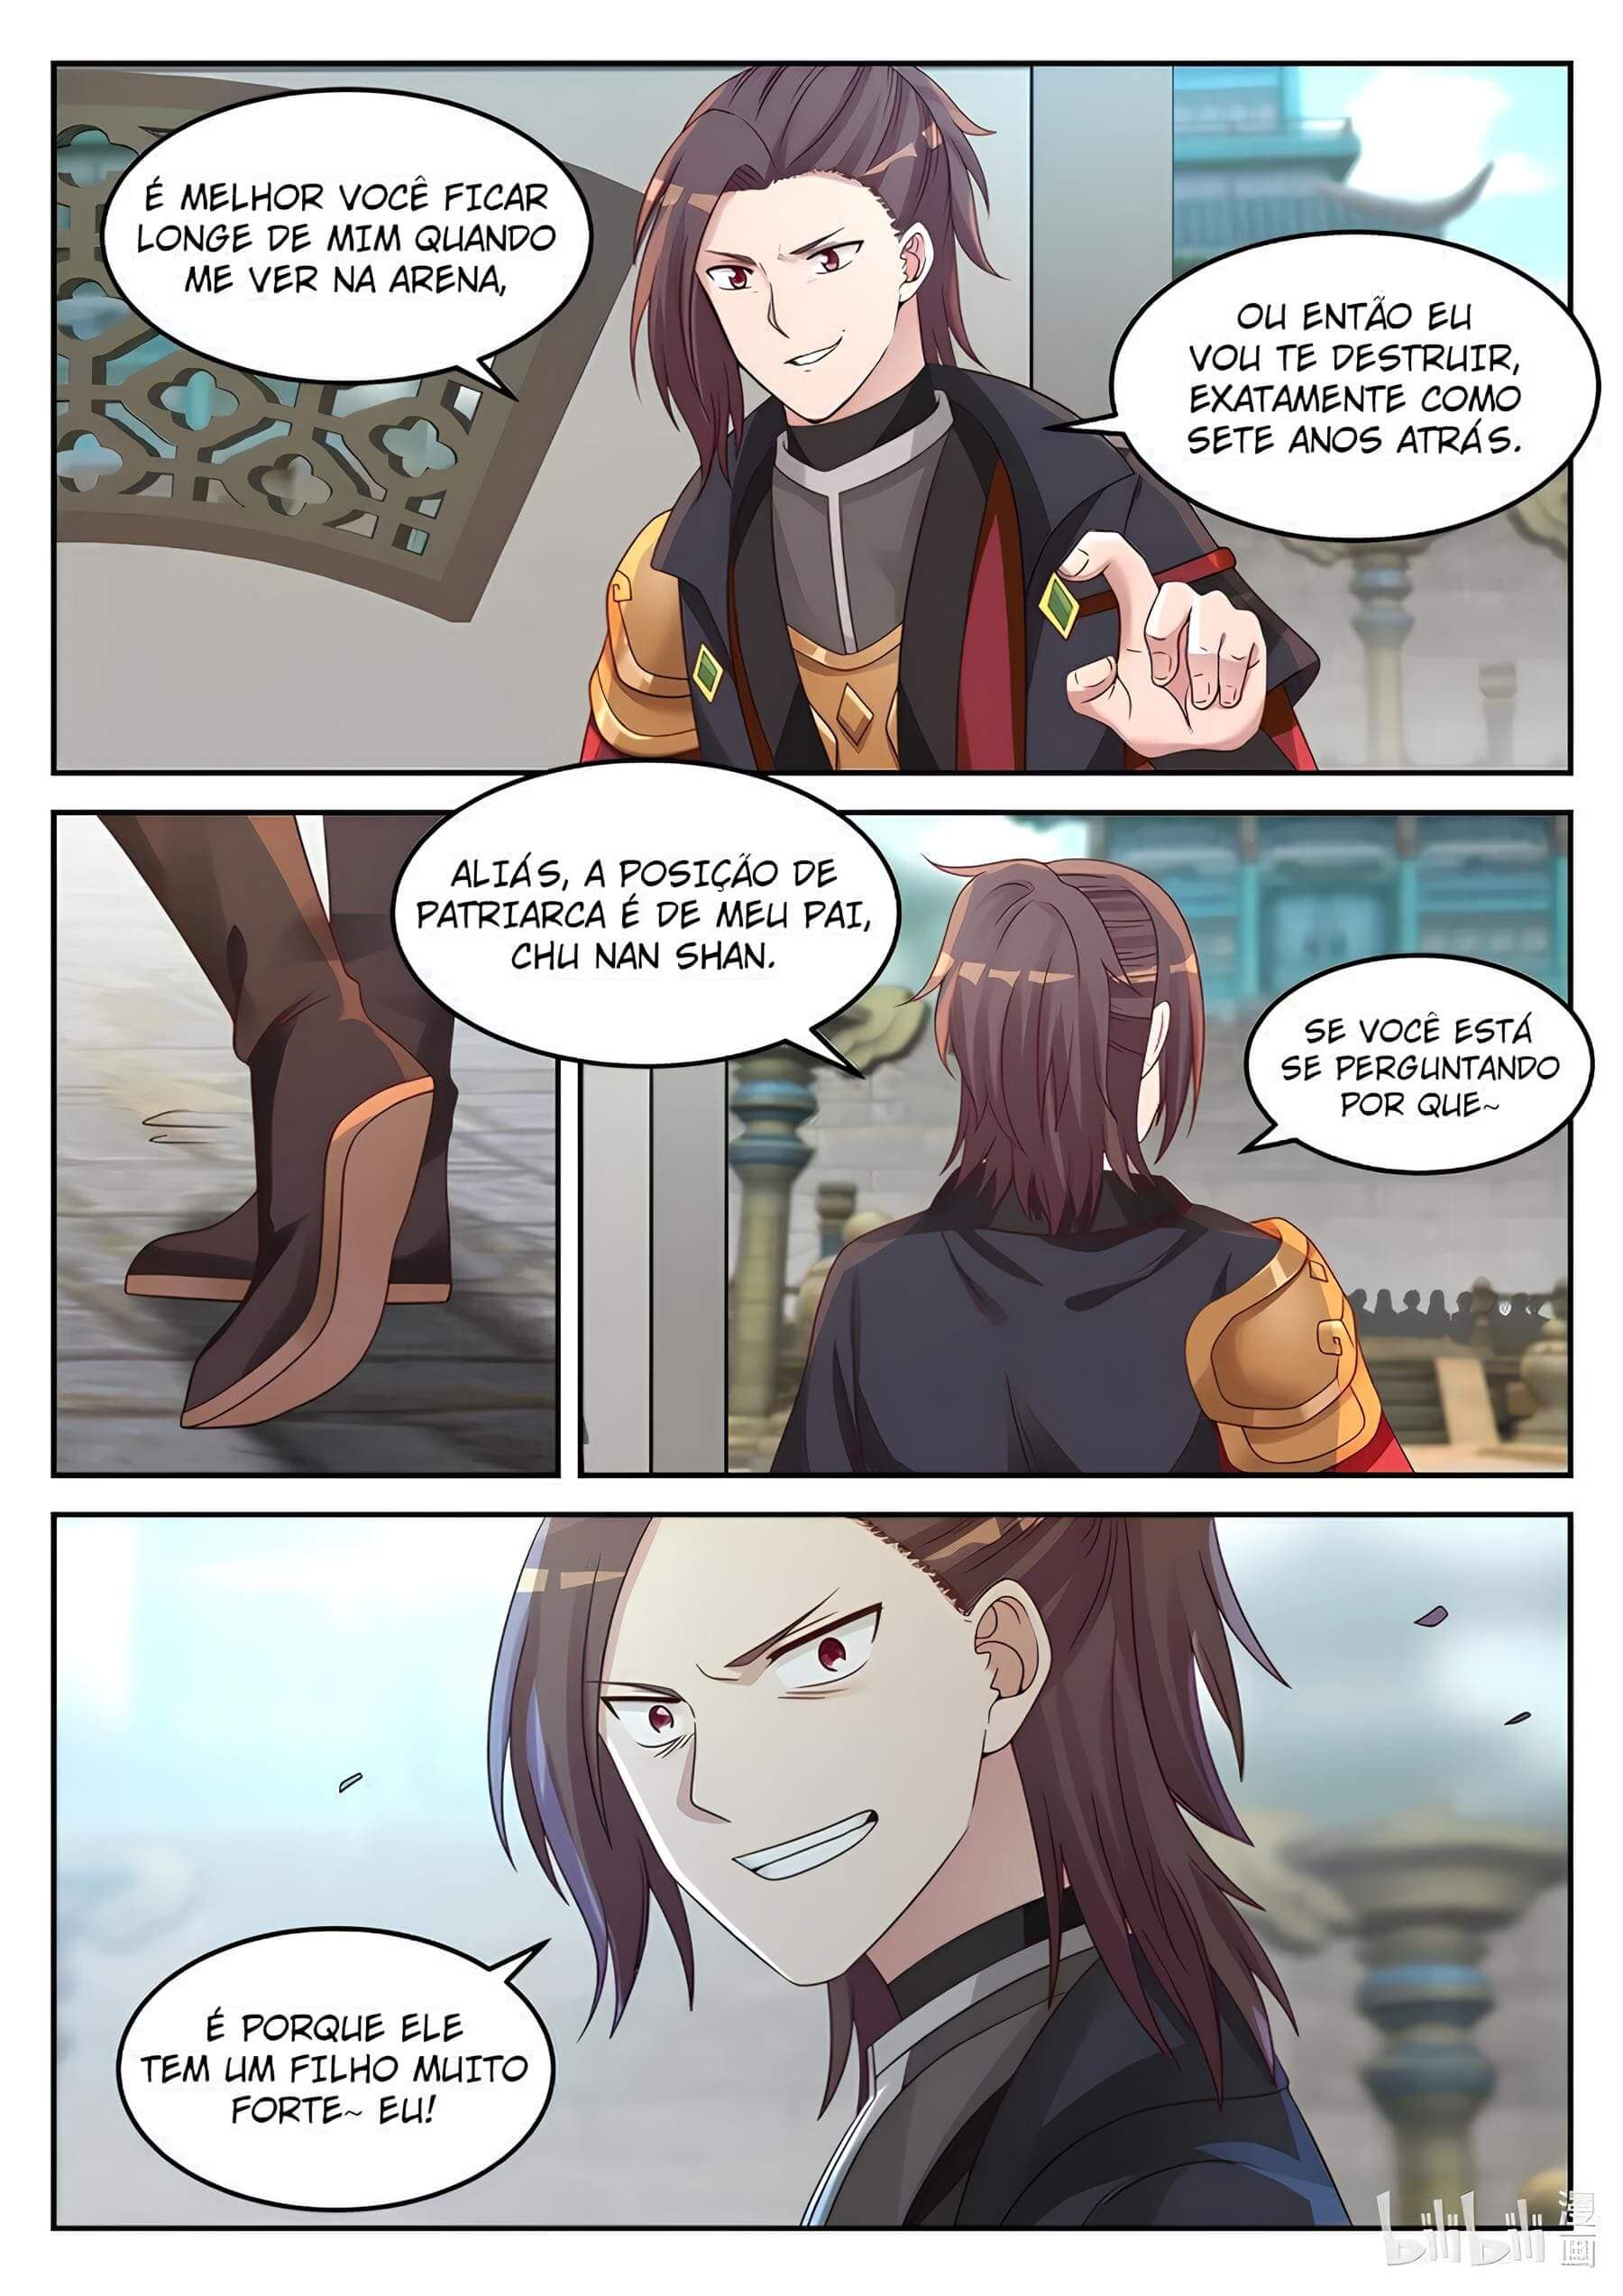 É MELHOR VOCÊ FICAR
LONGE DE MIM QUANDO
ME VER NA ARENA,
OU ENTÃO EU
VOU TE DESTRUIR,
EXATAMENTE COMO
SETE ANOS ATRÁS.
ALIÁS, A POSIÇÃO DE
PATRIARCA É DE MEU PAI,
CHU NAN SHAN.
SE VOCÊ ESTÁ
SE PERGUNTANDO
POR QUE~
É PORQUE ELE
TEM UM FILHO MUITO
FORTE~ EU!
bilibili 漫画